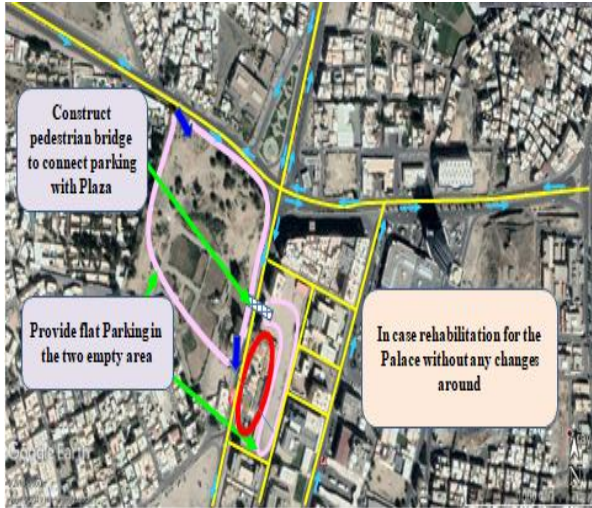 Construct
pedestrian bridge
to connect parking
with Plaza
Provide flat Parking in
the two empty area
In case rehabilitation for the
Palace without any changes
around
Google Earth